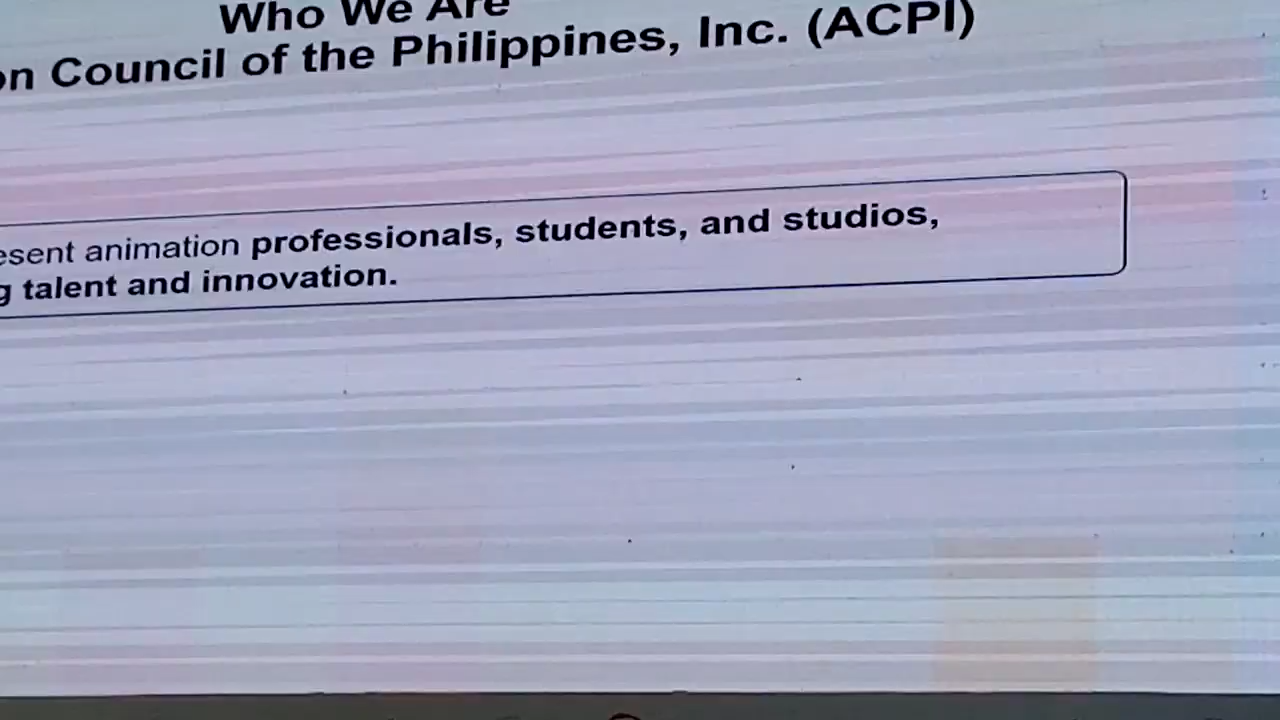 Who We Are
on Council of the Philippines, Inc. (ACPI)
esent animation professionals, students, and studios,
g talent and innovation.